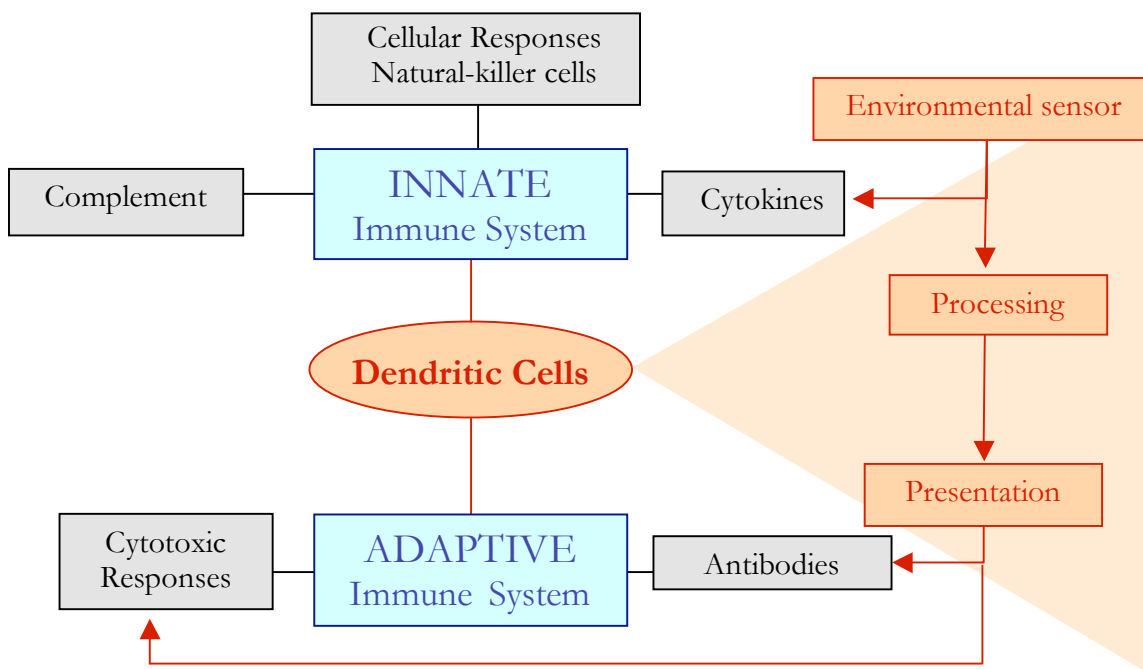 Cellular Responses
Natural-killer cells
Environmental sensor
Complement
INNATE
Immune System
Cytokines
Processing
Dendritic Cells
Presentation
Cytotoxic
Responses
ADAPTIVE
Immune System
Antibodies